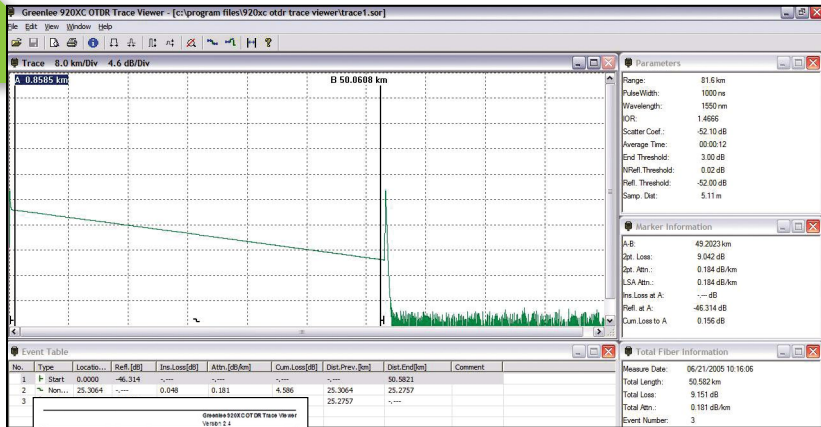 Greenlee 920XC OTDR Trace Viewer - [c:\program files\920xc otdr trace viewer\trace1.sor]
File Edit View Window Help
Trace 8.0 km/Div 4.6 dB/Div
A 0.8585 km B 50.0608 km
Parameters
Range: 81.6 km
PulseWidth: 1000 ns
Wavelength: 1550 nm
IOR: 1.4666
Scatter Coef.: -52.10 dB
Average Time: 00:00:12
End Threshold: 3.00 dB
NRefl.Threshold: 0.02 dB
Refl. Threshold: -52.00 dB
Samp. Dist: 5.11 m
Marker Information
A-B: 49.2023 km
2pt. Loss: 9.042 dB
2pt. Attn.: 0.184 dB/km
LSA Attn.: 0.184 dB/km
Ins.Loss at A: -.--- dB
Refl. at A: -46.314 dB
Cum.Loss to A 0.156 dB
Event Table
No. Type Locatio... Refl.[dB] Ins.Loss[dB] Attn.[dB/km] Cum.Loss[dB] Dist.Prev.[km] Dist.End[km] Comment
1 Start 0.0000 -46.314 -.--- -.--- -.--- -.--- 50.5821
2 Non... 25.3064 -.--- 0.048 0.181 4.586 25.3064 25.2757
3 25.2757 -.---
Greenlee 920XC OTDR Trace Viewer
Version 2.4
Total Fiber Information
Measure Date: 06/21/2005 10:16:06
Total Length: 50.582 km
Total Loss: 9.151 dB
Total Attn.: 0.181 dB/km
Event Number: 3